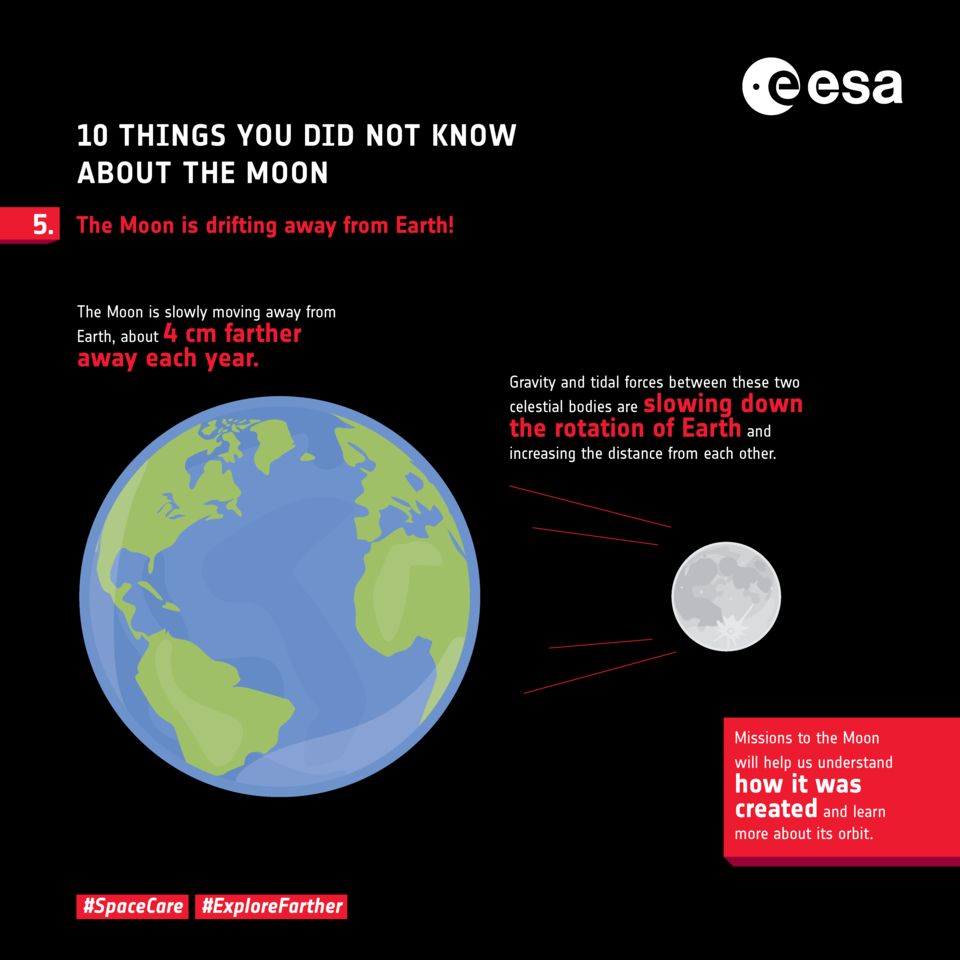 esa
10 THINGS YOU DID NOT KNOW
ABOUT THE MOON
5. The Moon is drifting away from Earth!
The Moon is slowly moving away from
Earth, about 4 cm farther
away each year.
Gravity and tidal forces between these two
celestial bodies are slowing down
the rotation of Earth and
increasing the distance from each other.
Missions to the Moon
will help us understand
how it was
created and learn
more about its orbit.
#SpaceCare #ExploreFarther